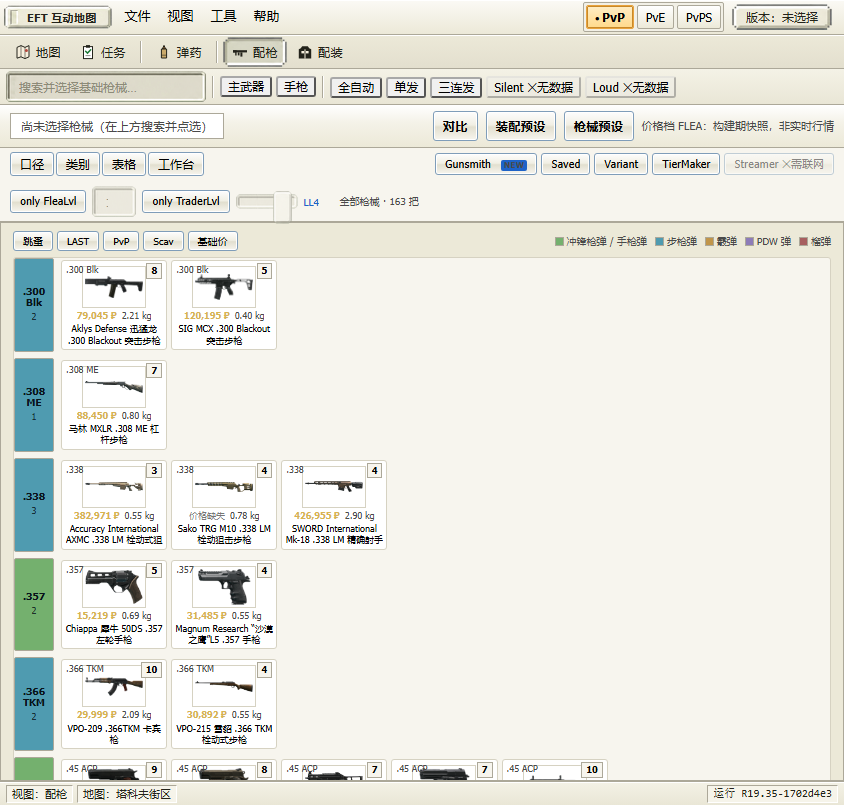 EFT 互动地图 文件 视图 工具 帮助 • PvP PvE PvPS 版本：未选择
地图 任务 弹药 配枪 配装
搜索并选择基础枪械... 主武器 手枪 全自动 单发 三连发 Silent ✕无数据 Loud ✕无数据
尚未选择枪械（在上方搜索并点选） 对比 装配预设 枪械预设 价格档 FLEA：构建期快照，非实时行情
口径 类别 表格 工作台 Gunsmith NEW Saved Variant TierMaker Streamer ✕需联网
only FleaLvl : only TraderLvl LL4 全部枪械 · 163 把
跳蚤 LAST PvP Scav 基础价 冲锋枪弹 / 手枪弹 步枪弹 霰弹 PDW 弹 榴弹
.300 Blk 8 .300 Blk 5
.300
Blk
2
79,045 ₽ 2.21 kg 120,195 ₽ 0.40 kg
Aklys Defense 迅猛龙 SIG MCX .300 Blackout
.300 Blackout 突击步枪 突击步枪
.308 ME 7
.308
ME
1
88,450 ₽ 0.80 kg
马林 MXLR .308 ME 杠
杆步枪
.338 3 .338 4 .338 4
.338
3
382,971 ₽ 0.55 kg 价格缺失 0.78 kg 426,955 ₽ 2.90 kg
Accuracy International Sako TRG M10 .338 LM SWORD International
AXMC .338 LM 栓动式狙 栓动狙击步枪 Mk-18 .338 LM 精确射手
.357 5 .357 4
.357
2
15,219 ₽ 0.69 kg 31,485 ₽ 0.55 kg
Chiappa 犀牛 50DS .357 Magnum Research “沙漠
左轮手枪 之鹰”L5 .357 手枪
.366 TKM 10 .366 TKM 4
.366
TKM
2
29,999 ₽ 2.09 kg 30,892 ₽ 0.55 kg
VPO-209 .366TKM 卡宾 VPO-215 雪貂 .366 TKM
枪 栓动式步枪
.45 ACP 9 .45 ACP 8 .45 ACP 7 .45 ACP 7 .45 ACP 10
视图：配枪 地图：塔科夫街区 运行 R19.35-1702d4e3